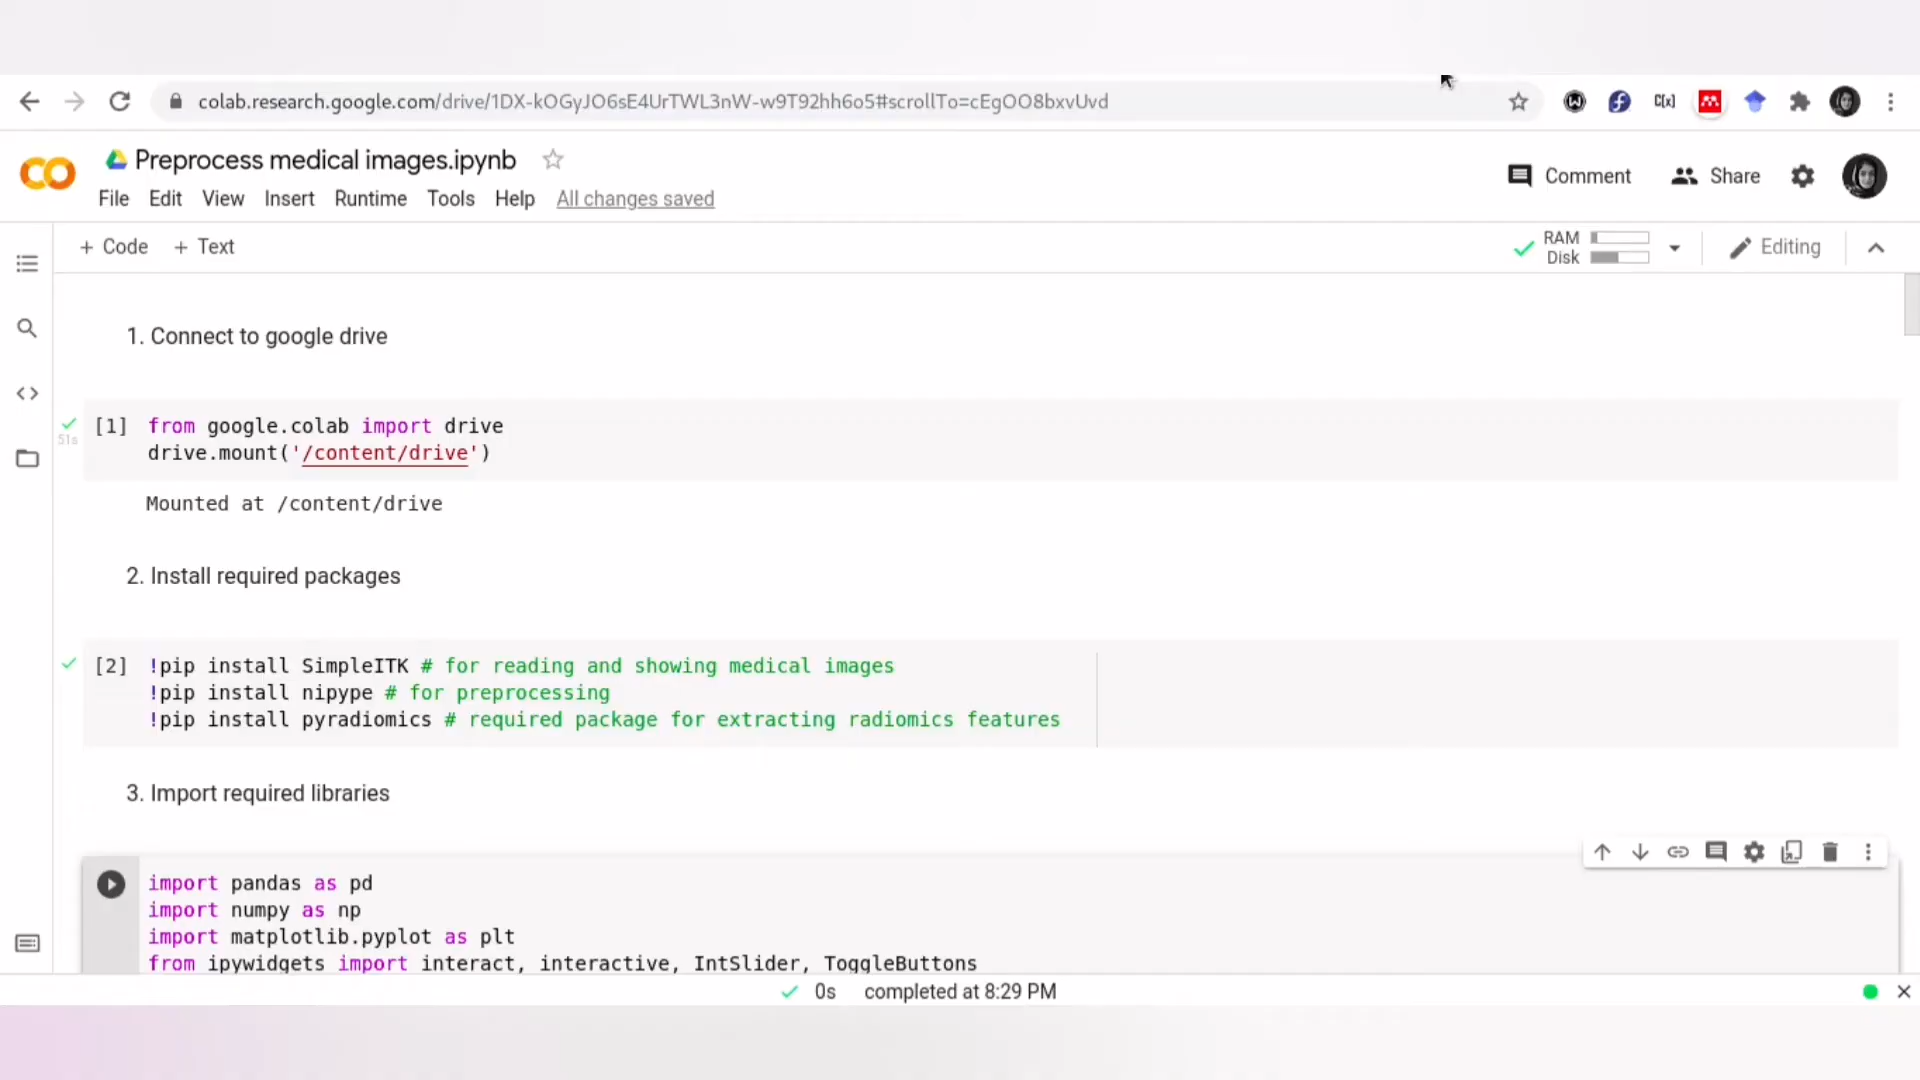 colab.research.google.com/drive/1DX-kOGyJO6sE4UrTWL3nW-w9T92hh6o5#scrollTo=cEgOO8bxvUvd
C[x]
Preprocess medical images.ipynb
Comment
Share
File Edit View Insert Runtime Tools Help All changes saved
+ Code + Text
RAM
Disk
Editing
1. Connect to google drive
[1] from google.colab import drive
51s
drive.mount('/content/drive')
Mounted at /content/drive
2. Install required packages
[2] !pip install SimpleITK # for reading and showing medical images
!pip install nipype # for preprocessing
!pip install pyradiomics # required package for extracting radiomics features
3. Import required libraries
import pandas as pd
import numpy as np
import matplotlib.pyplot as plt
from ipywidgets import interact, interactive, IntSlider, ToggleButtons
0s completed at 8:29 PM